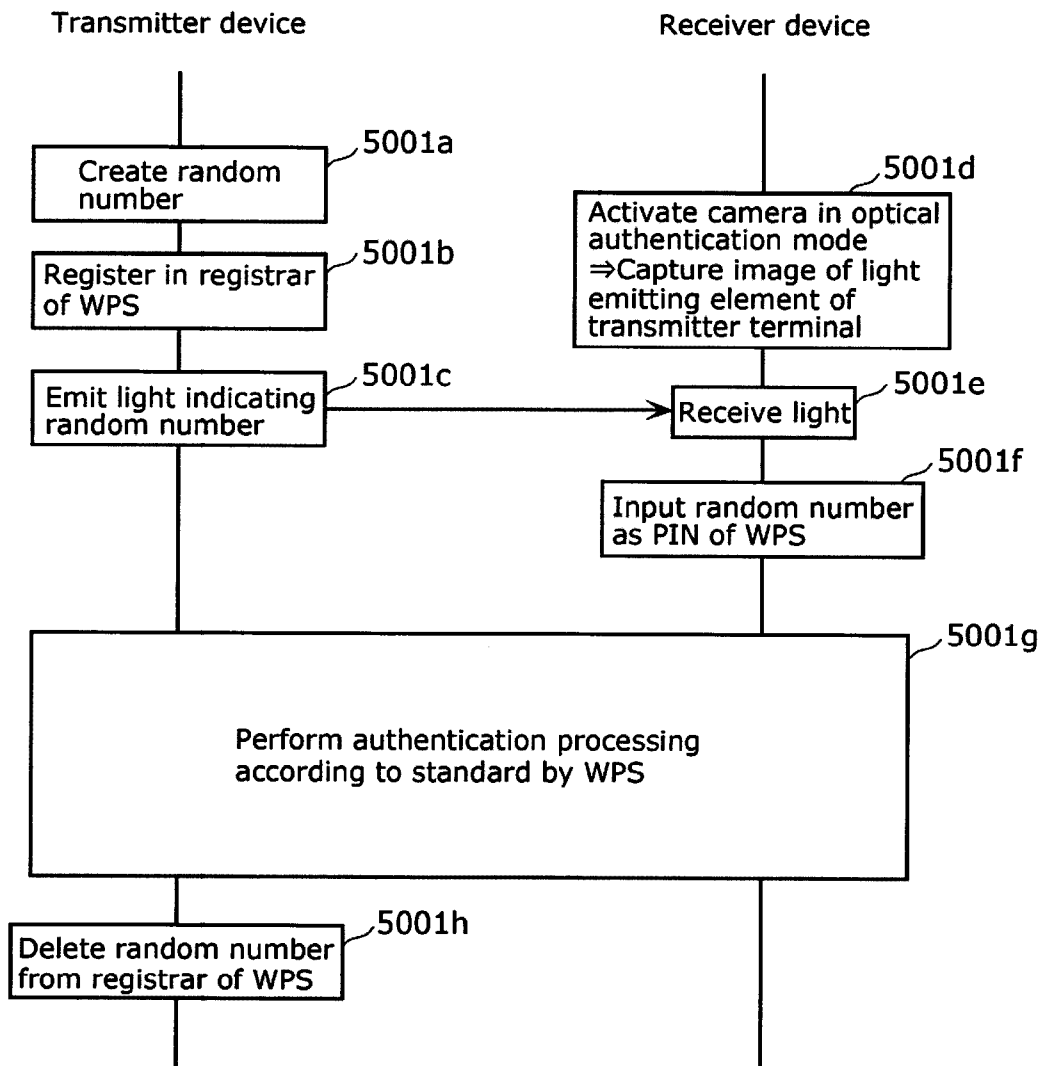 Transmitter device
Receiver device
5001a
Create random
number
5001d
Activate camera in optical
authentication mode
⇒Capture image of light
emitting element of
transmitter terminal
5001b
Register in registrar
of WPS
5001c
Emit light indicating
random number
5001e
Receive light
5001f
Input random number
as PIN of WPS
5001g
Perform authentication processing
according to standard by WPS
5001h
Delete random number
from registrar of WPS